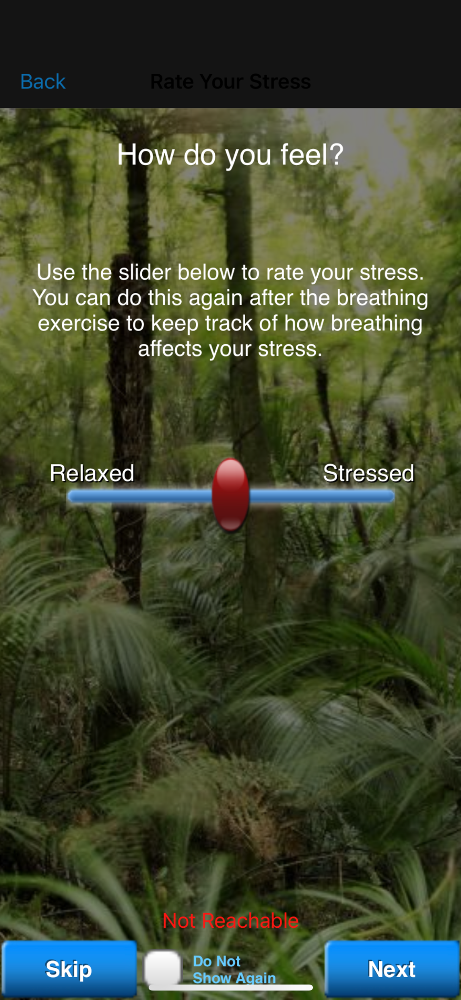 Back
Rate Your Stress
How do you feel?
Use the slider below to rate your stress.
You can do this again after the breathing
exercise to keep track of how breathing
affects your stress.
Relaxed
Stressed
Not Reachable
Skip
Do Not
Show Again
Next